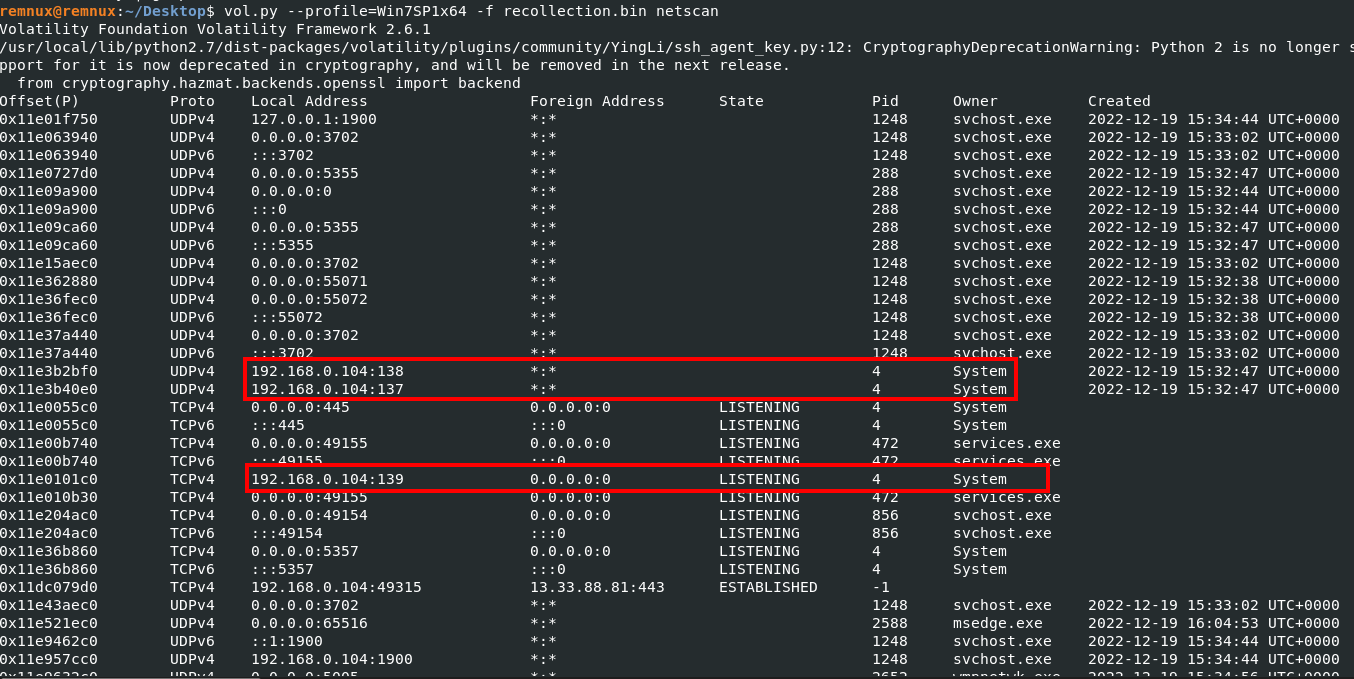 remnux@remnux:~/Desktop$ vol.py --profile=Win7SP1x64 -f recollection.bin netscan
Volatility Foundation Volatility Framework 2.6.1
/usr/local/lib/python2.7/dist-packages/volatility/plugins/community/YingLi/ssh_agent_key.py:12: CryptographyDeprecationWarning: Python 2 is no longer s
pport for it is now deprecated in cryptography, and will be removed in the next release.
from cryptography.hazmat.backends.openssl import backend
Offset(P) Proto Local Address Foreign Address State Pid Owner Created
0x11e01f750 UDPv4 127.0.0.1:1900 *:* 1248 svchost.exe 2022-12-19 15:34:44 UTC+0000
0x11e063940 UDPv4 0.0.0.0:3702 *:* 1248 svchost.exe 2022-12-19 15:33:02 UTC+0000
0x11e063940 UDPv6 :::3702 *:* 1248 svchost.exe 2022-12-19 15:33:02 UTC+0000
0x11e0727d0 UDPv4 0.0.0.0:5355 *:* 288 svchost.exe 2022-12-19 15:32:47 UTC+0000
0x11e09a900 UDPv4 0.0.0.0:0 *:* 288 svchost.exe 2022-12-19 15:32:44 UTC+0000
0x11e09a900 UDPv6 :::0 *:* 288 svchost.exe 2022-12-19 15:32:44 UTC+0000
0x11e09ca60 UDPv4 0.0.0.0:5355 *:* 288 svchost.exe 2022-12-19 15:32:47 UTC+0000
0x11e09ca60 UDPv6 :::5355 *:* 288 svchost.exe 2022-12-19 15:32:47 UTC+0000
0x11e15aec0 UDPv4 0.0.0.0:3702 *:* 1248 svchost.exe 2022-12-19 15:33:02 UTC+0000
0x11e362880 UDPv4 0.0.0.0:55071 *:* 1248 svchost.exe 2022-12-19 15:32:38 UTC+0000
0x11e36fec0 UDPv4 0.0.0.0:55072 *:* 1248 svchost.exe 2022-12-19 15:32:38 UTC+0000
0x11e36fec0 UDPv6 :::55072 *:* 1248 svchost.exe 2022-12-19 15:32:38 UTC+0000
0x11e37a440 UDPv4 0.0.0.0:3702 *:* 1248 svchost.exe 2022-12-19 15:33:02 UTC+0000
0x11e37a440 UDPv6 :::3702 *:* 1248 svchost.exe 2022-12-19 15:33:02 UTC+0000
0x11e3b2bf0 UDPv4 192.168.0.104:138 *:* 4 System 2022-12-19 15:32:47 UTC+0000
0x11e3b40e0 UDPv4 192.168.0.104:137 *:* 4 System 2022-12-19 15:32:47 UTC+0000
0x11e0055c0 TCPv4 0.0.0.0:445 0.0.0.0:0 LISTENING 4 System
0x11e0055c0 TCPv6 :::445 :::0 LISTENING 4 System
0x11e00b740 TCPv4 0.0.0.0:49155 0.0.0.0:0 LISTENING 472 services.exe
0x11e00b740 TCPv6 :::49155 :::0 LISTENING 472 services.exe
0x11e0101c0 TCPv4 192.168.0.104:139 0.0.0.0:0 LISTENING 4 System
0x11e010b30 TCPv4 0.0.0.0:49155 0.0.0.0:0 LISTENING 472 services.exe
0x11e204ac0 TCPv4 0.0.0.0:49154 0.0.0.0:0 LISTENING 856 svchost.exe
0x11e204ac0 TCPv6 :::49154 :::0 LISTENING 856 svchost.exe
0x11e36b860 TCPv4 0.0.0.0:5357 0.0.0.0:0 LISTENING 4 System
0x11e36b860 TCPv6 :::5357 :::0 LISTENING 4 System
0x11dc079d0 TCPv4 192.168.0.104:49315 13.33.88.81:443 ESTABLISHED -1
0x11e43aec0 UDPv4 0.0.0.0:3702 *:* 1248 svchost.exe 2022-12-19 15:33:02 UTC+0000
0x11e521ec0 UDPv4 0.0.0.0:65516 *:* 2588 msedge.exe 2022-12-19 16:04:53 UTC+0000
0x11e9462c0 UDPv6 ::1:1900 *:* 1248 svchost.exe 2022-12-19 15:34:44 UTC+0000
0x11e957cc0 UDPv4 192.168.0.104:1900 *:* 1248 svchost.exe 2022-12-19 15:34:44 UTC+0000